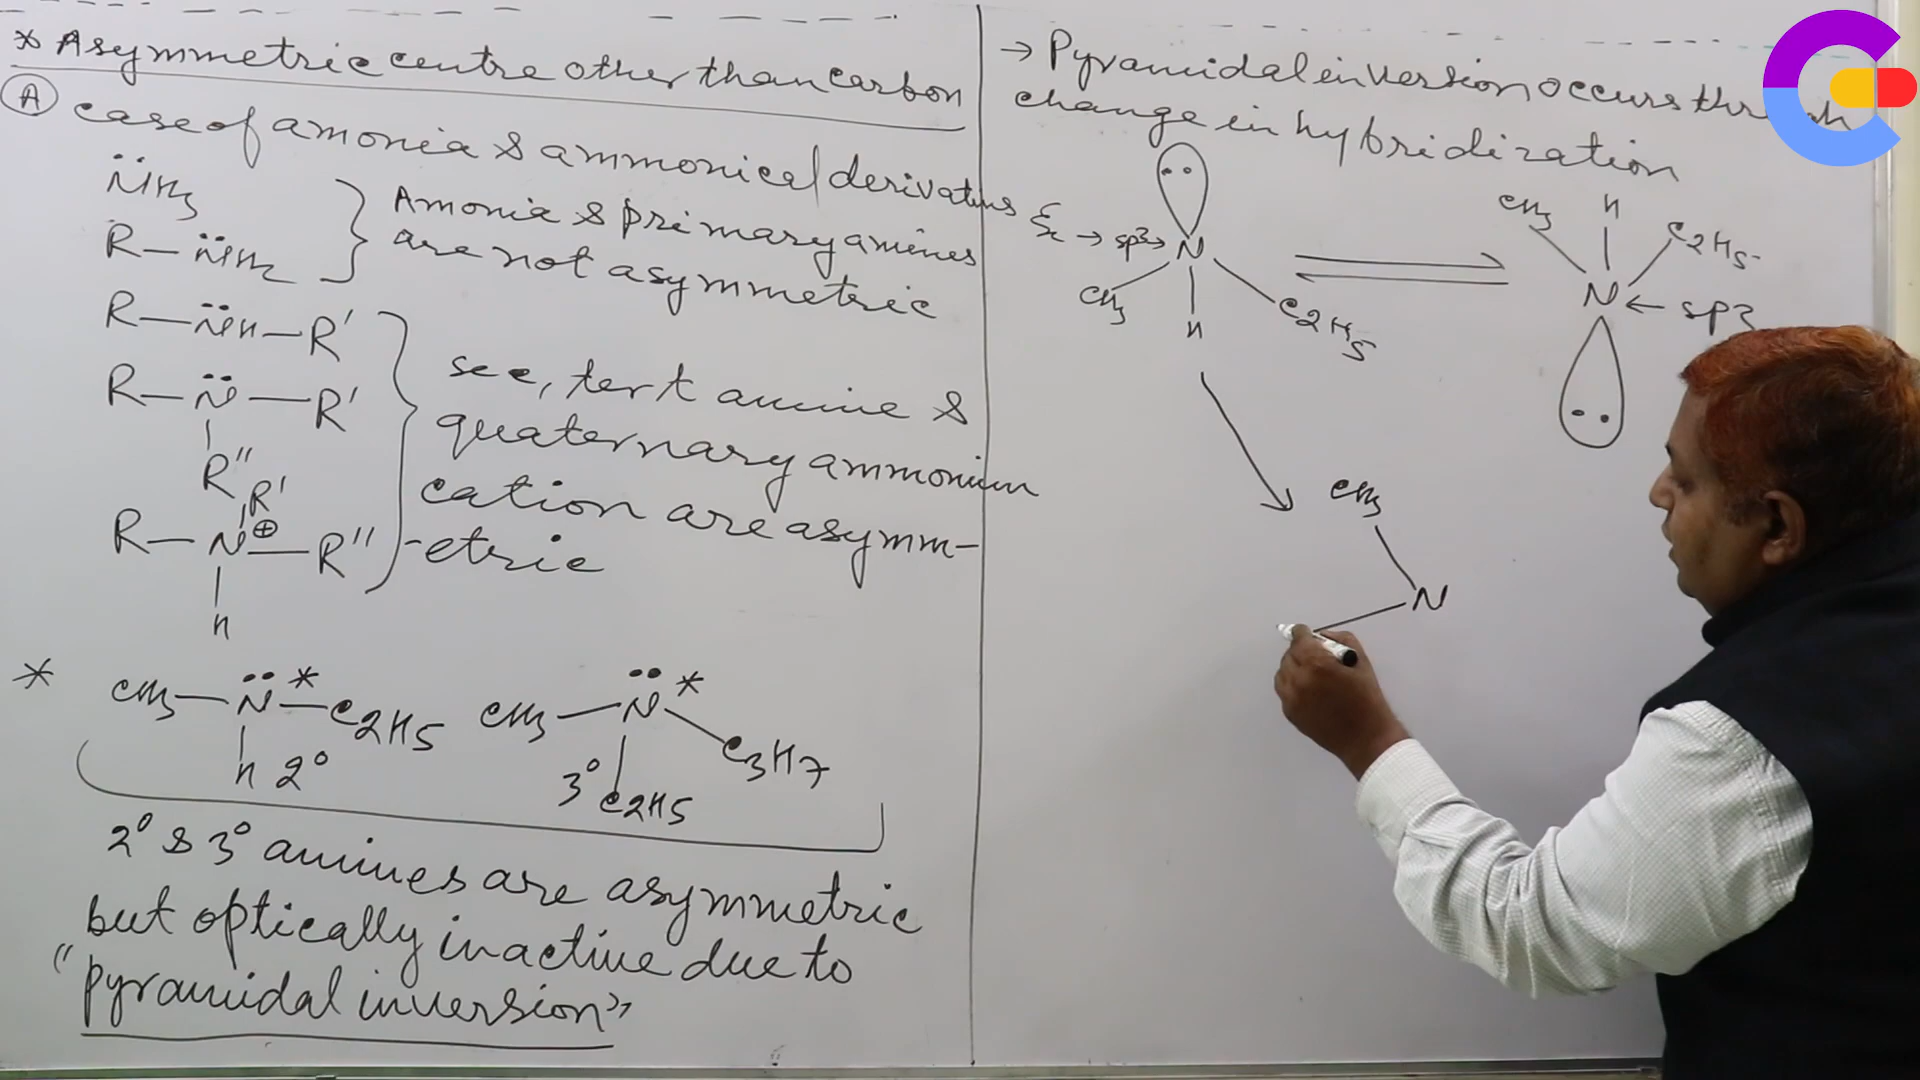 * Asymmetric centre other than carbon
(A) case of amonia & ammonical derivatives
N̈H3
R-N̈H2
Amonia & primary amines
are not asymmetric
R-N̈H-R'
R-N̈-R'
R''
R'
R-N⊕-R''
H
sec, tert amine &
quaternary ammonium
cation are asymm-
-etric
*
CH3-N̈*-C2H5
H 2°
CH3-N̈*
C3H7
3° C2H5
2° & 3° amines are asymmetric
but optically inactive due to
"pyramidal inversion"
→ Pyramidal inversion occurs through
change in hybridization
Ex → sp3→ N
CH3
H
C2H5
⇌
CH3
H
C2H5
N ← sp3
CH3
N